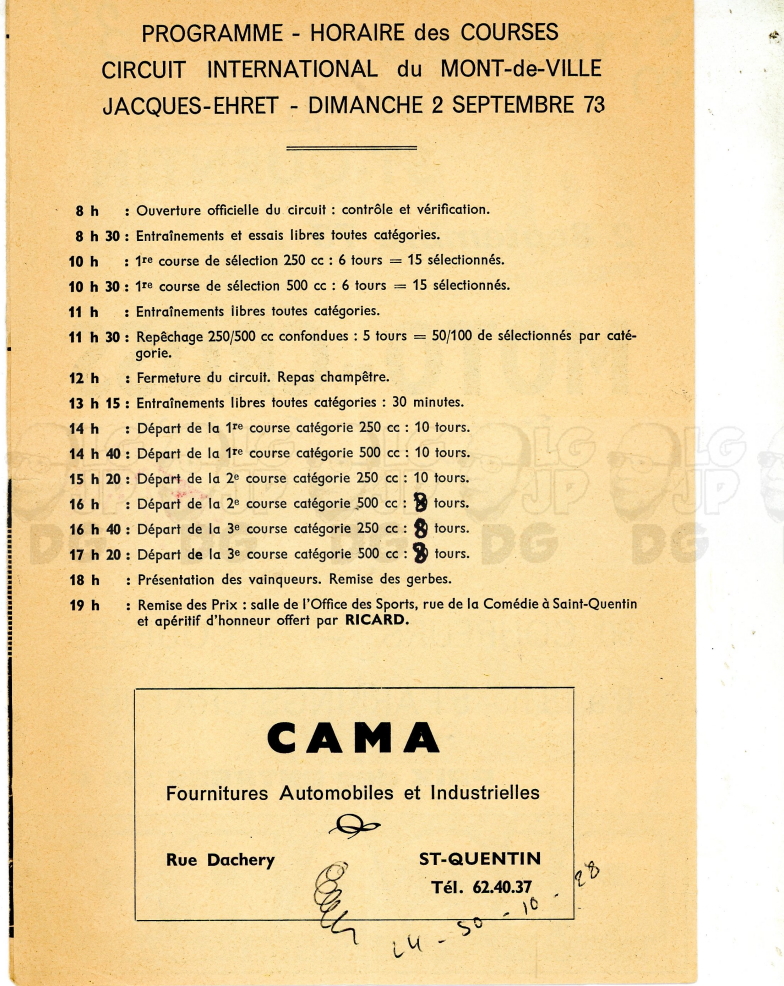 PROGRAMME - HORAIRE des COURSES
CIRCUIT INTERNATIONAL du MONT-de-VILLE
JACQUES-EHRET - DIMANCHE 2 SEPTEMBRE 73
8 h : Ouverture officielle du circuit : contrôle et vérification.
8 h 30 : Entraînements et essais libres toutes catégories.
10 h : 1re course de sélection 250 cc : 6 tours = 15 sélectionnés.
10 h 30 : 1re course de sélection 500 cc : 6 tours = 15 sélectionnés.
11 h : Entraînements libres toutes catégories.
11 h 30 : Repêchage 250/500 cc confondues : 5 tours = 50/100 de sélectionnés par caté-
gorie.
12 h : Fermeture du circuit. Repas champêtre.
13 h 15 : Entraînements libres toutes catégories : 30 minutes.
14 h : Départ de la 1re course catégorie 250 cc : 10 tours.
14 h 40 : Départ de la 1re course catégorie 500 cc : 10 tours.
15 h 20 : Départ de la 2e course catégorie 250 cc : 10 tours.
16 h : Départ de la 2e course catégorie 500 cc : 8 tours.
16 h 40 : Départ de la 3e course catégorie 250 cc : 8 tours.
17 h 20 : Départ de la 3e course catégorie 500 cc : 8 tours.
18 h : Présentation des vainqueurs. Remise des gerbes.
19 h : Remise des Prix : salle de l'Office des Sports, rue de la Comédie à Saint-Quentin
et apéritif d'honneur offert par RICARD.
CAMA
Fournitures Automobiles et Industrielles
Rue Dachery ST-QUENTIN
Tél. 62.40.37
24 - 50 - 10 - 28
LG JP DG